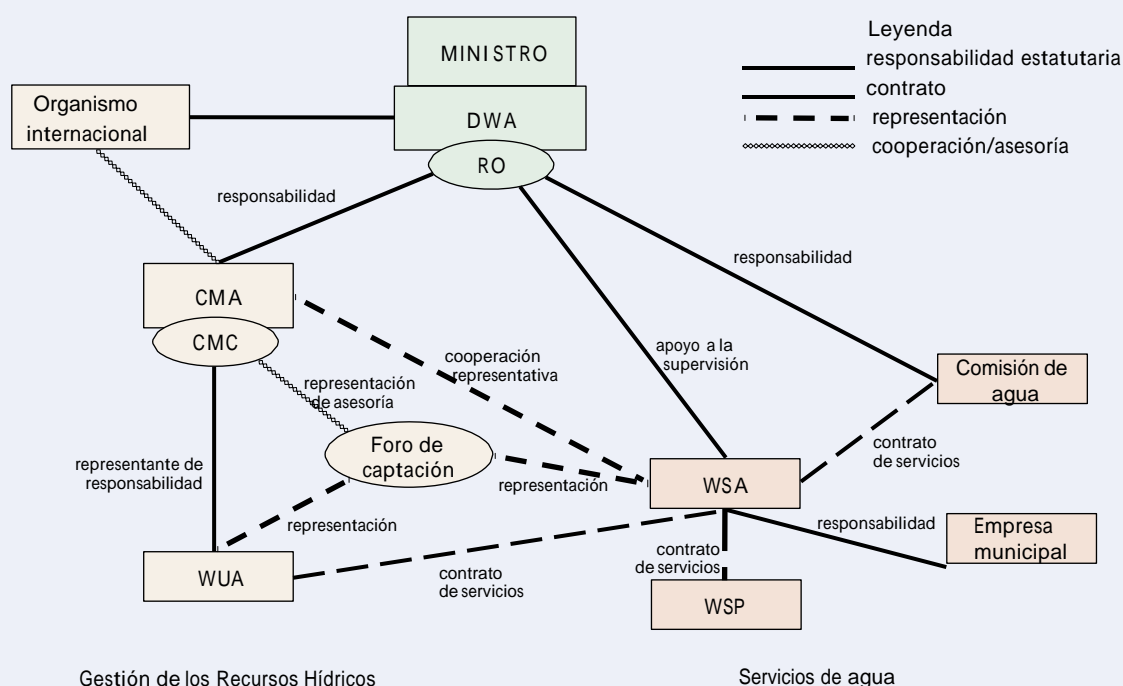 MINISTRO
Leyenda
responsabilidad estatutaria
contrato
representación
cooperación/asesoría
Organismo
internacional
DWA
RO
responsabilidad
responsabilidad
CMA
CMC
cooperación
representativa
apoyo a la
supervisión
representación
de asesoría
Comisión de
agua
Foro de
captación
contrato
de servicios
representante de
responsabilidad
representación
WSA
representación
responsabilidad
Empresa
municipal
contrato
de servicios
WUA
contrato
de servicios
WSP
Gestión de los Recursos Hídricos
Servicios de agua